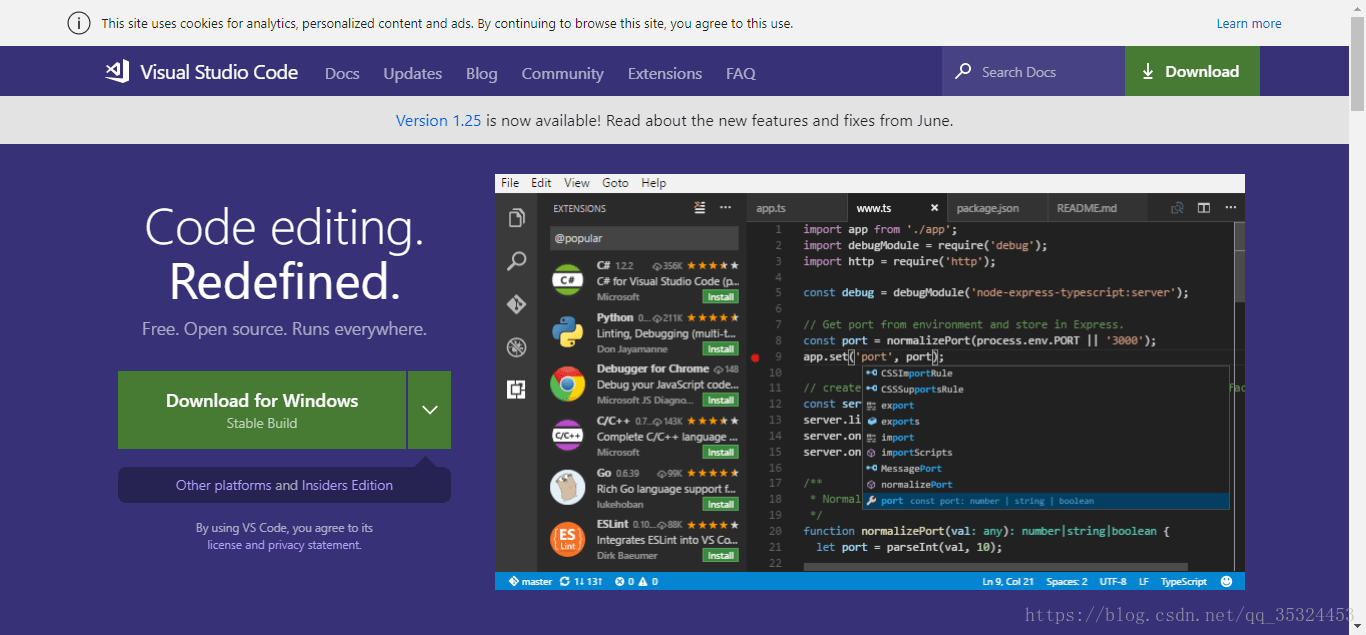 This site uses cookies for analytics, personalized content and ads. By continuing to browse this site, you agree to this use.
Learn more
Visual Studio Code
Docs
Updates
Blog
Community
Extensions
FAQ
Search Docs
Download
Version 1.25 is now available! Read about the new features and fixes from June.
Code editing.
Redefined.
Free. Open source. Runs everywhere.
Download for Windows
Stable Build
Other platforms and Insiders Edition
By using VS Code, you agree to its
license and privacy statement.
File Edit View Goto Help
EXTENSIONS
@popular
C# 1.2.2 356K
C# for Visual Studio Code (p...
Microsoft
Install
Python 0... 211K
Linting, Debugging (multi-t...
Don Jayamanne
Install
Debugger for Chrome 148
Debug your JavaScript code...
Microsoft JS Diagno...
Install
C/C++ 0.7... 143K
Complete C/C++ language ...
Microsoft
Install
Go 0.6.39 99K
Rich Go language support f...
lukehoban
Install
ESLint 0.10... 88K
Integrates ESLint into VS Co...
Dirk Baeumer
Install
C#
C/C++
ES
Lint
app.ts
www.ts
package.json
README.md
1 import app from './app';
2 import debugModule = require('debug');
3 import http = require('http');
4
5 const debug = debugModule('node-express-typescript:server');
6
7 // Get port from environment and store in Express.
8 const port = normalizePort(process.env.PORT || '3000');
9 app.set('port', port);
10
11 // create
12 const ser
13 server.li
14 server.on
15 server.on
16
17 /**
18 * Normal
19 */
20 function normalizePort(val: any): number|string|boolean {
21 let port = parseInt(val, 10);
22
CSSImportRule
CSSSupportsRule
export
exports
import
importScripts
MessagePort
normalizePort
port const port: number | string | boolean
master 1↓ 13↑ 0 0
Ln 9, Col 21 Spaces: 2 UTF-8 LF TypeScript
https://blog.csdn.net/qq_35324453